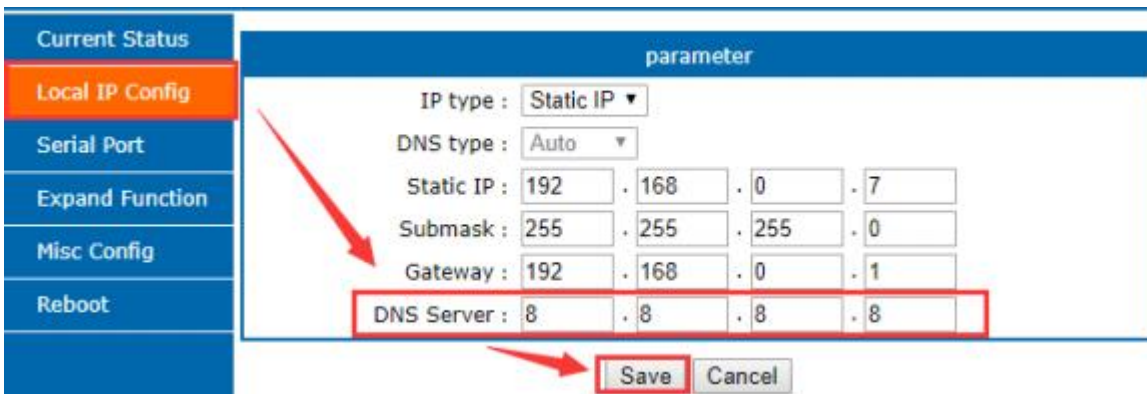 Current Status
Local IP Config
Serial Port
Expand Function
Misc Config
Reboot
parameter
IP type : Static IP
DNS type : Auto
Static IP : 192 . 168 . 0 . 7
Submask : 255 . 255 . 255 . 0
Gateway : 192 . 168 . 0 . 1
DNS Server : 8 . 8 . 8 . 8
Save Cancel